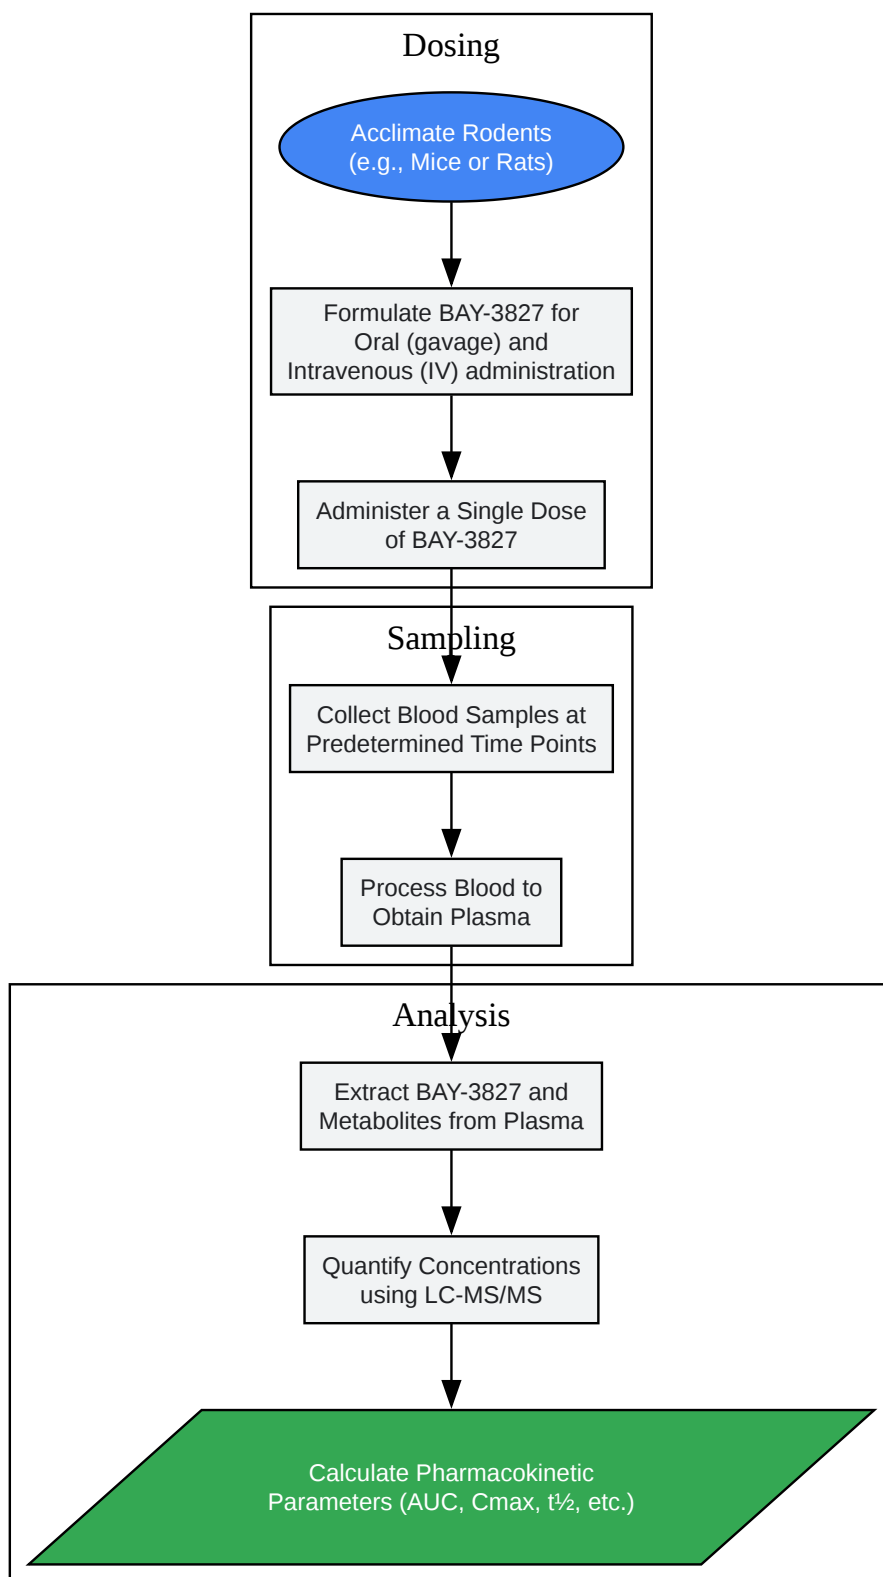 Dosing
Acclimate Rodents
(e.g., Mice or Rats)
Formulate BAY-3827 for
Oral (gavage) and
Intravenous (IV) administration
Administer a Single Dose
of BAY-3827
Sampling
Collect Blood Samples at
Predetermined Time Points
Process Blood to
Obtain Plasma
Analysis
Extract BAY-3827 and
Metabolites from Plasma
Quantify Concentrations
using LC-MS/MS
Calculate Pharmacokinetic
Parameters (AUC, Cmax, t½, etc.)